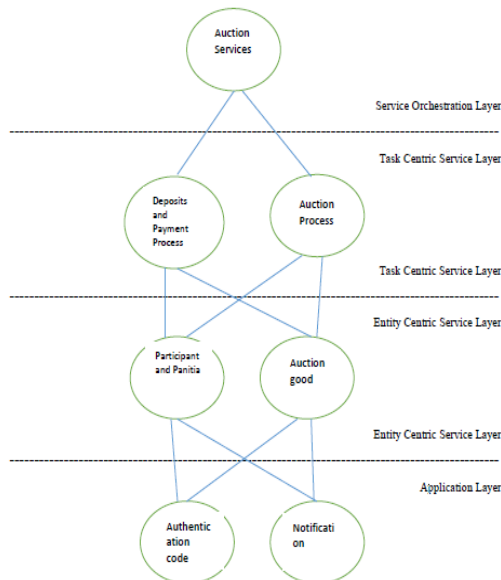 Auction
Services
Service Orchestration Layer
Task Centric Service Layer
Deposits
and
Payment
Process
Auction
Process
Task Centric Service Layer
Entity Centric Service Layer
Participant
and Panitia
Auction
good
Entity Centric Service Layer
Application Layer
Authentic
ation
code
Notificati
on